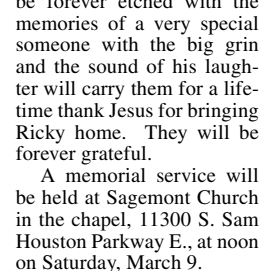 be forever etched with the
memories of a very special
someone with the big grin
and the sound of his laugh-
ter will carry them for a life-
time thank Jesus for bringing
Ricky home. They will be
forever grateful.
A memorial service will
be held at Sagemont Church
in the chapel, 11300 S. Sam
Houston Parkway E., at noon
on Saturday, March 9.